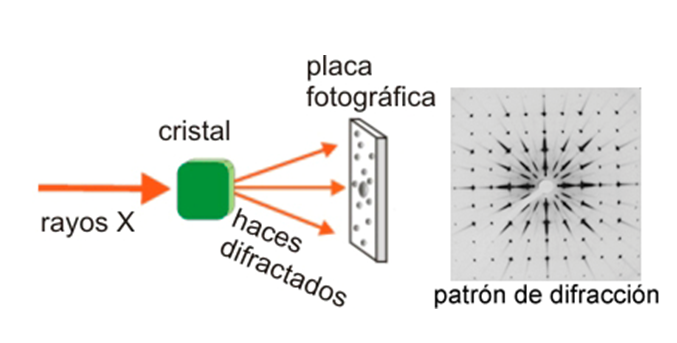 placa
fotográfica
cristal
rayos X
haces
difractados
patrón de difracción